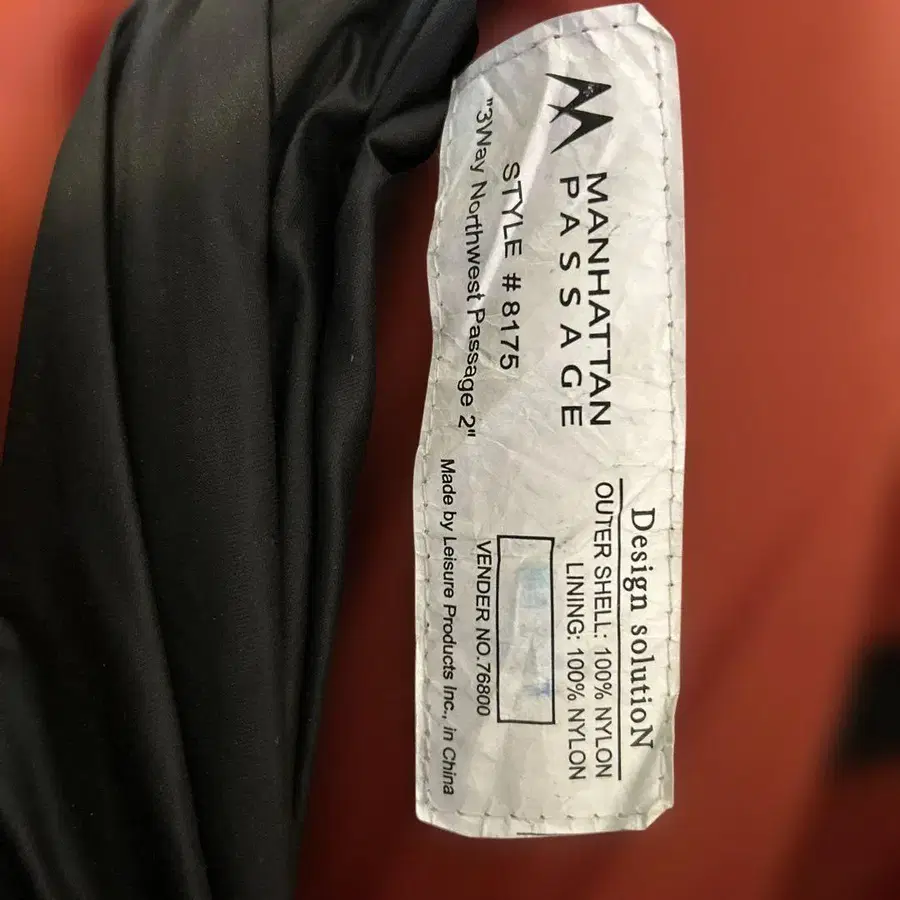 MANHATTAN
PASSAGE
STYLE # 8175
"3Way Northwest Passage 2"
Design solutioN
OUTER SHELL: 100% NYLON
LINING: 100% NYLON
VENDER NO.76800
Made by Leisure Products Inc., in China